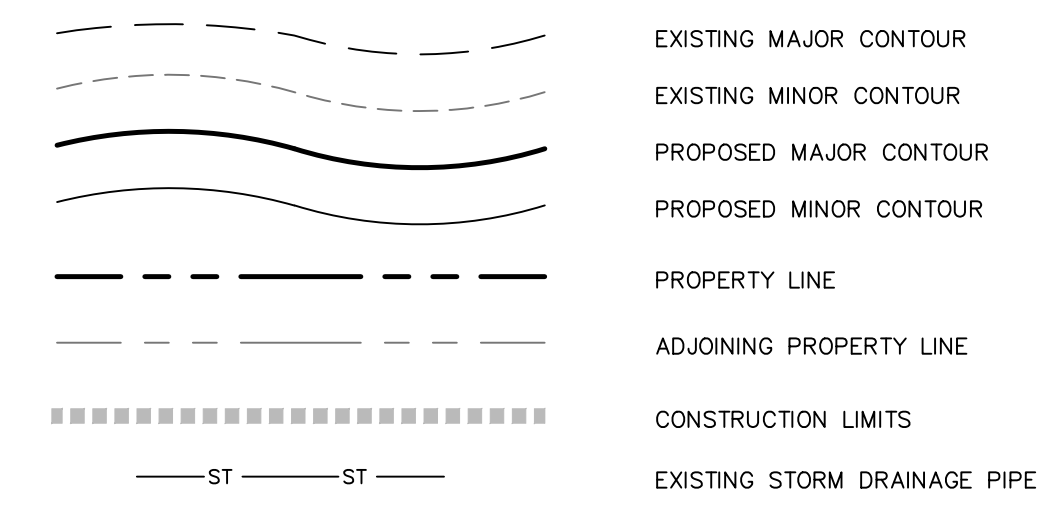 EXISTING MAJOR CONTOUR
EXISTING MINOR CONTOUR
PROPOSED MAJOR CONTOUR
PROPOSED MINOR CONTOUR
PROPERTY LINE
ADJOINING PROPERTY LINE
CONSTRUCTION LIMITS
ST ST EXISTING STORM DRAINAGE PIPE